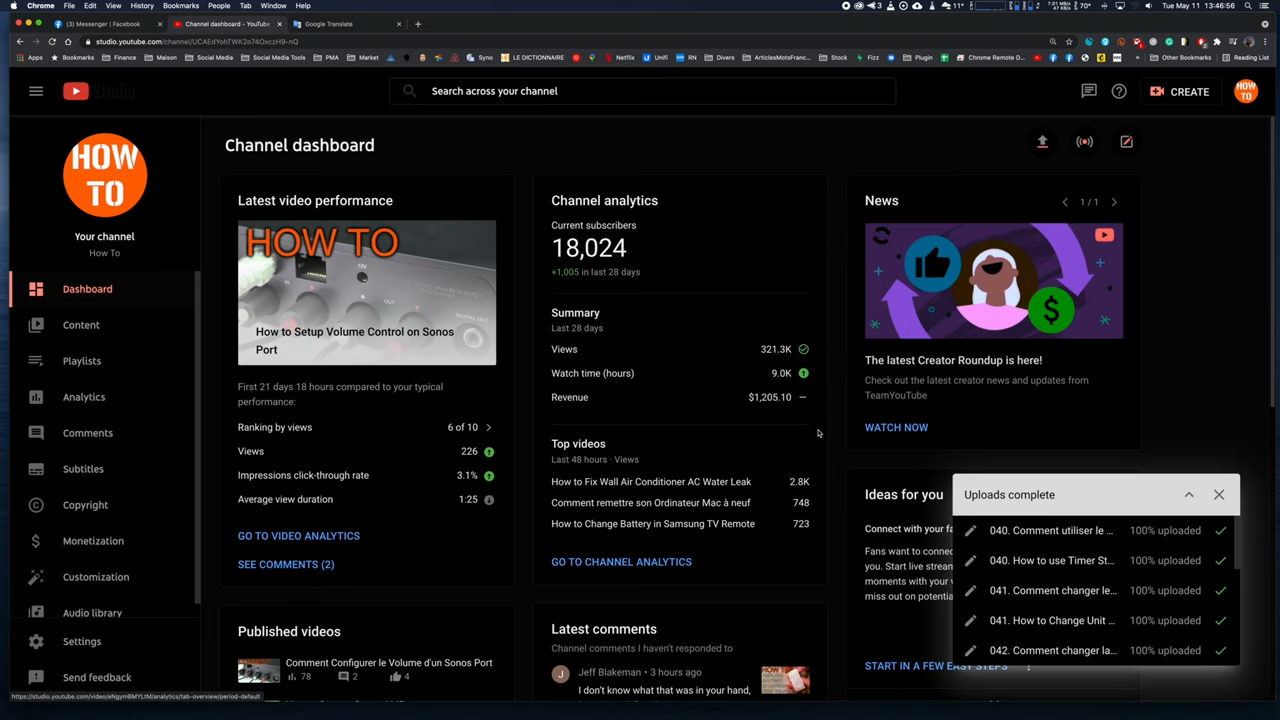 Chrome File Edit View History Bookmarks People Tab Window Help
Tue May 11 13:46:56
(3) Messenger | Facebook
Channel dashboard - YouTube
Google Translate
Apps
Bookmarks
Finance
Maison
Social Media
Social Media Tools
PMA
Market
Syno
LE DICTIONNAIRE
Netflix
Unifi
RN
Divers
ArticlesMotsFranc...
Stock
Fizz
Plugin
Chrome Remote D...
Other Bookmarks
Reading List
Studio
Search across your channel
CREATE
HOW TO
HOW
TO
Your channel
How To
Dashboard
Content
Playlists
Analytics
Comments
Subtitles
Copyright
Monetization
Customization
Audio library
Settings
Send feedback
Channel dashboard
Latest video performance
HOW TO
12V
OUT
How to Setup Volume Control on Sonos
Port
First 21 days 18 hours compared to your typical
performance:
Ranking by views 6 of 10
Views 226
Impressions click-through rate 3.1%
Average view duration 1:25
GO TO VIDEO ANALYTICS
SEE COMMENTS (2)
Published videos
Comment Configurer le Volume d'un Sonos Port
78 2 4
Channel analytics
Current subscribers
18,024
+1,005 in last 28 days
Summary
Last 28 days
Views 321.3K
Watch time (hours) 9.0K
Revenue $1,205.10 —
Top videos
Last 48 hours · Views
How to Fix Wall Air Conditioner AC Water Leak 2.8K
Comment remettre son Ordinateur Mac à neuf 748
How to Change Battery in Samsung TV Remote 723
GO TO CHANNEL ANALYTICS
Latest comments
Channel comments I haven't responded to
Jeff Blakeman • 3 hours ago
I don't know what that was in your hand,
News
1 / 1
The latest Creator Roundup is here!
Check out the latest creator news and updates from
TeamYouTube
WATCH NOW
Ideas for you
Connect with your fa
Fans want to connec
you. Start live stream
moments with your v
miss out on potentia
START IN A FEW EASY STEPS
Uploads complete
040. Comment utiliser le ... 100% uploaded
040. How to use Timer St... 100% uploaded
041. Comment changer le... 100% uploaded
041. How to Change Unit ... 100% uploaded
042. Comment changer la... 100% uploaded